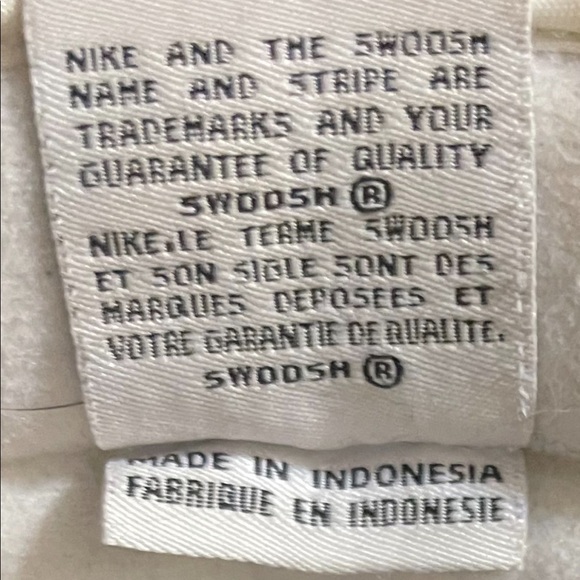 NIKE AND THE SWOOSH
NAME AND STRIPE ARE
TRADEMARKS AND YOUR
GUARANTEE OF QUALITY
SWOOSH ®
NIKE, LE TERME SWOOSH
ET SON SIGLE SONT DES
MARQUES DEPOSEES ET
VOTRE GARANTIE DE QUALITE.
SWOOSH ®
MADE IN INDONESIA
FABRIQUE EN INDONESIE